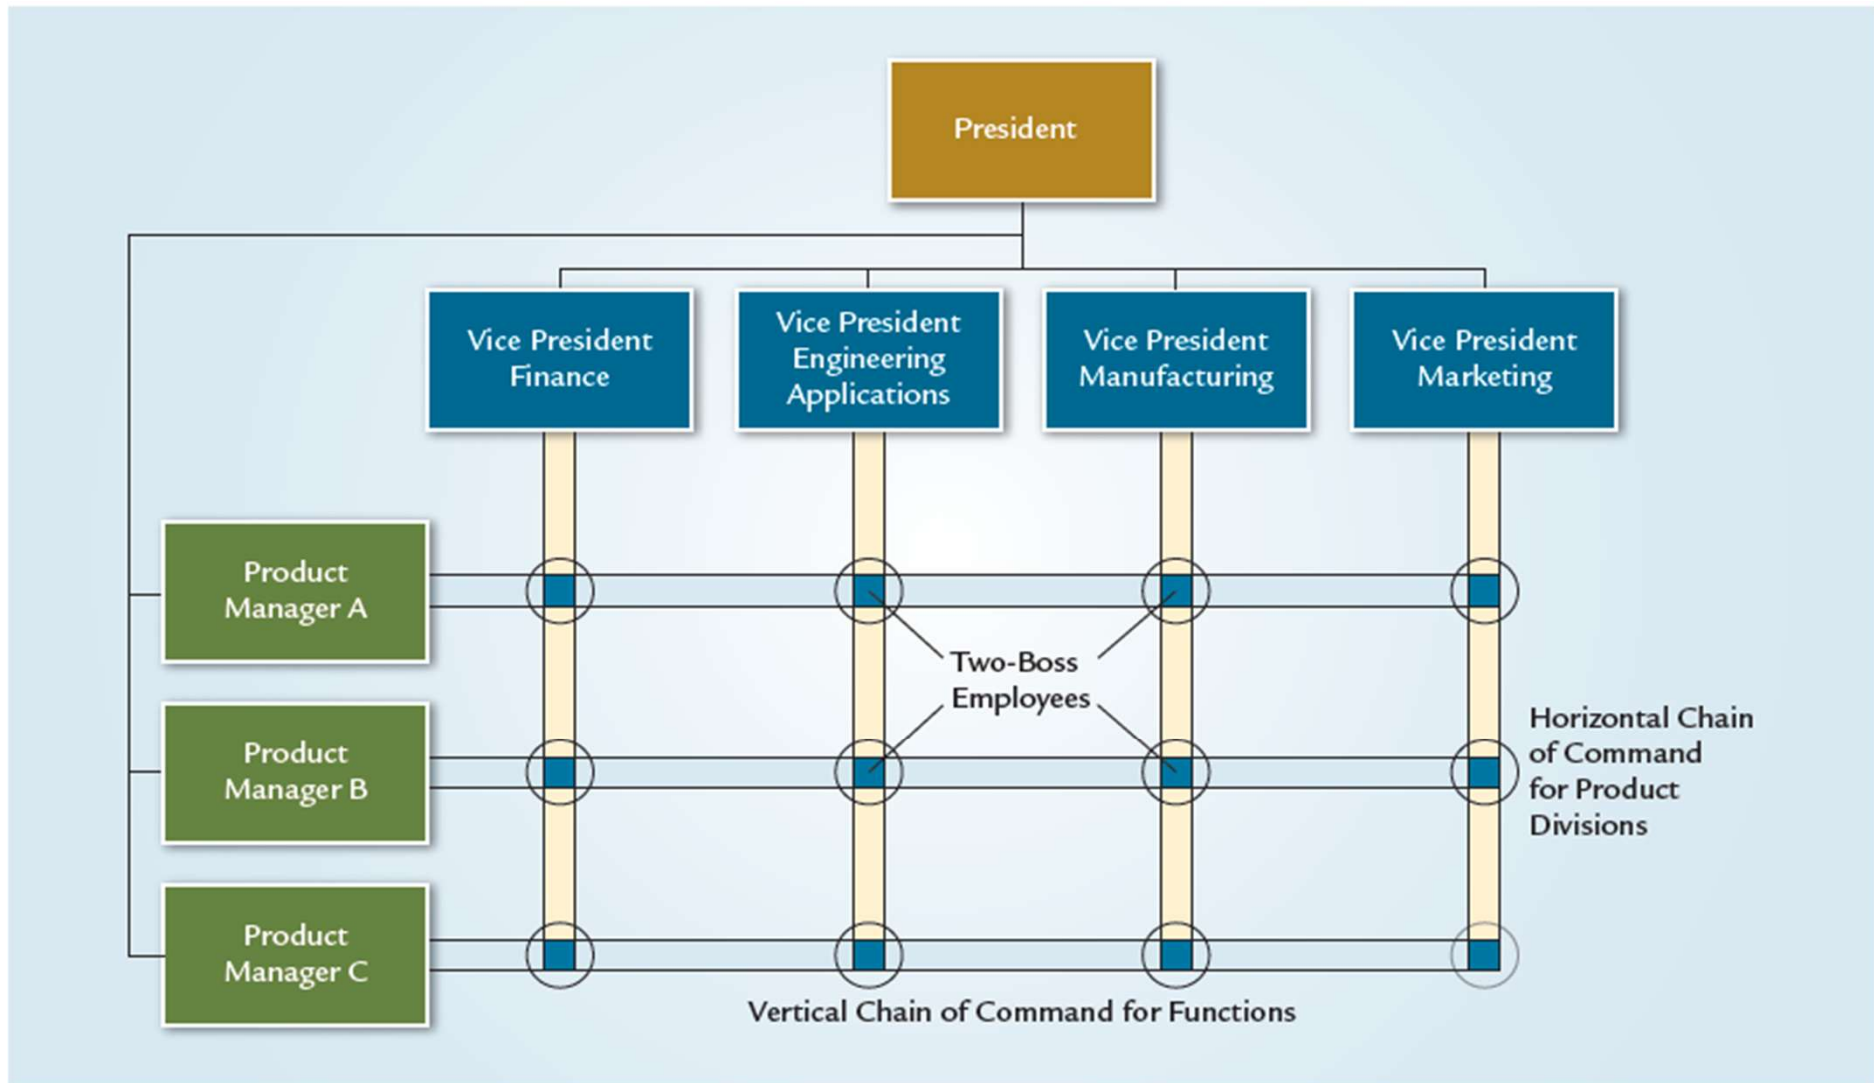 President
Vice President
Finance
Vice President
Engineering
Applications
Vice President
Manufacturing
Vice President
Marketing
Product
Manager A
Two-Boss
Employees
Product
Manager B
Horizontal Chain
of Command
for Product
Divisions
Product
Manager C
Vertical Chain of Command for Functions